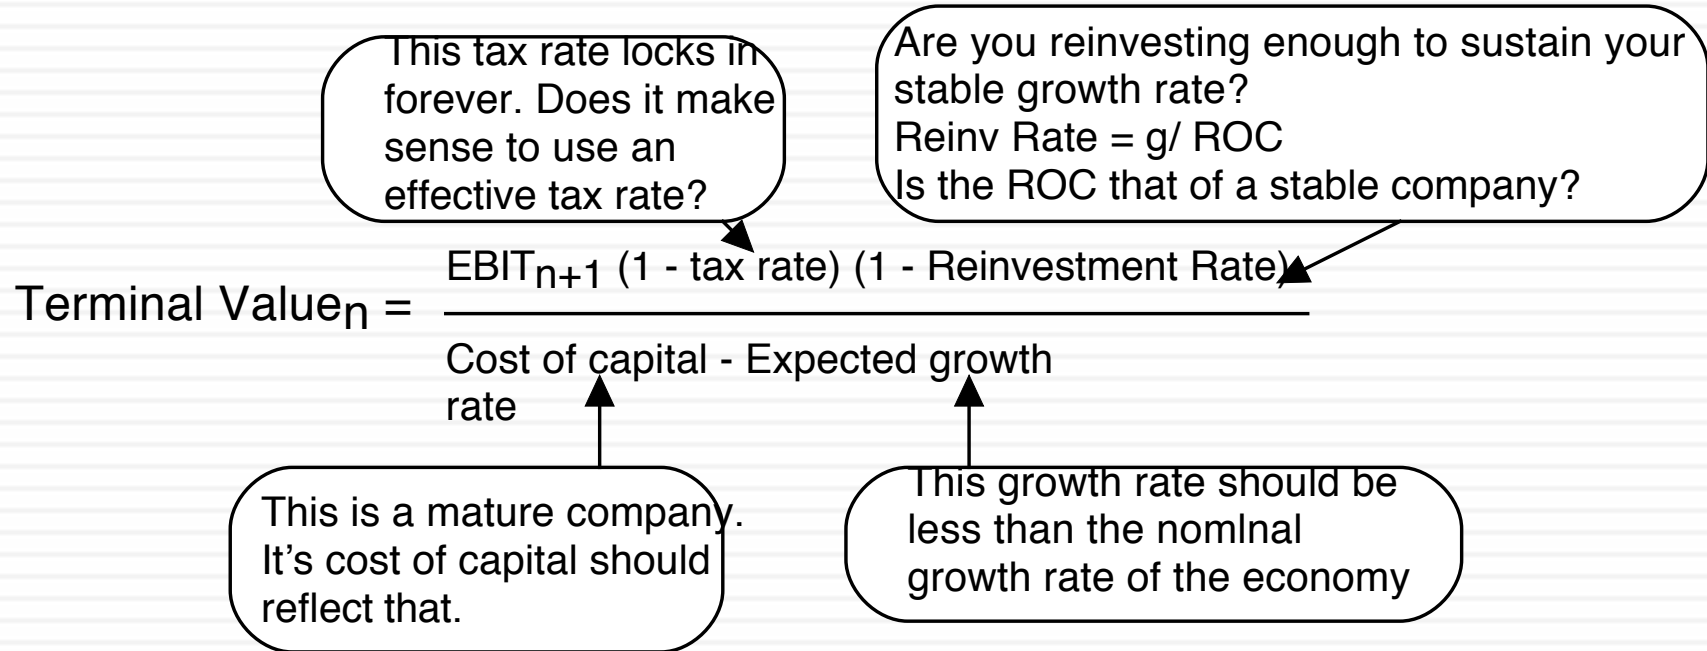 This tax rate locks in
forever. Does it make
sense to use an
effective tax rate?
Are you reinvesting enough to sustain your
stable growth rate?
Reinv Rate = g/ ROC
Is the ROC that of a stable company?
Terminal Valuen =
EBITn+1 (1 - tax rate) (1 - Reinvestment Rate)
Cost of capital - Expected growth
rate
This is a mature company.
It’s cost of capital should
reflect that.
This growth rate should be
less than the nomInal
growth rate of the economy